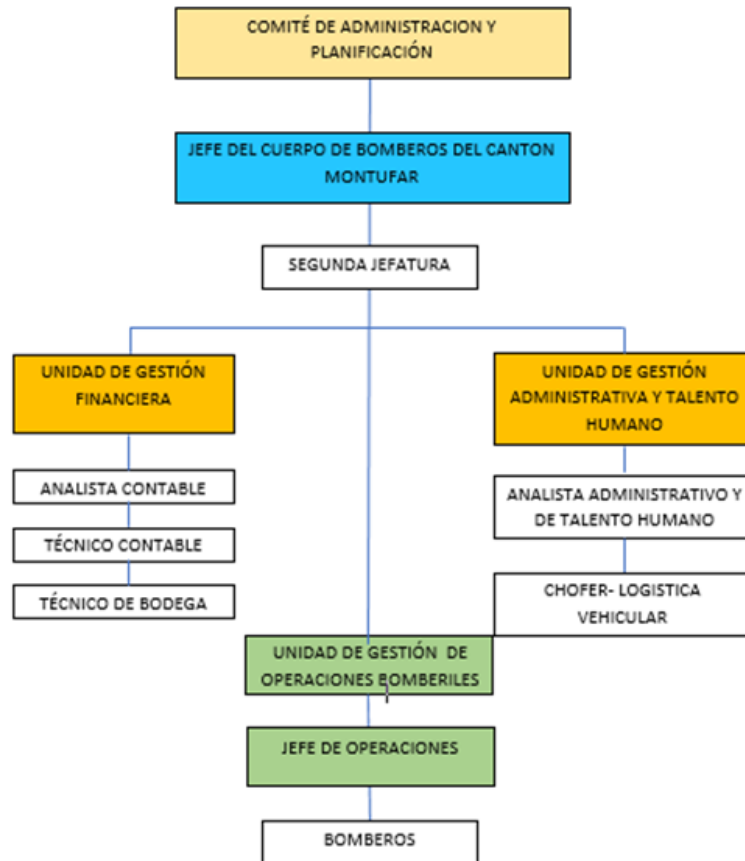 COMITÉ DE ADMINISTRACION Y
PLANIFICACIÓN
JEFE DEL CUERPO DE BOMBEROS DEL CANTON
MONTUFAR
SEGUNDA JEFATURA
UNIDAD DE GESTIÓN
FINANCIERA
ANALISTA CONTABLE
TÉCNICO CONTABLE
TÉCNICO DE BODEGA
UNIDAD DE GESTIÓN
ADMINISTRATIVA Y TALENTO
HUMANO
ANALISTA ADMINISTRATIVO Y
DE TALENTO HUMANO
CHOFER- LOGISTICA
VEHICULAR
UNIDAD DE GESTIÓN DE
OPERACIONES BOMBERILES
JEFE DE OPERACIONES
BOMBEROS